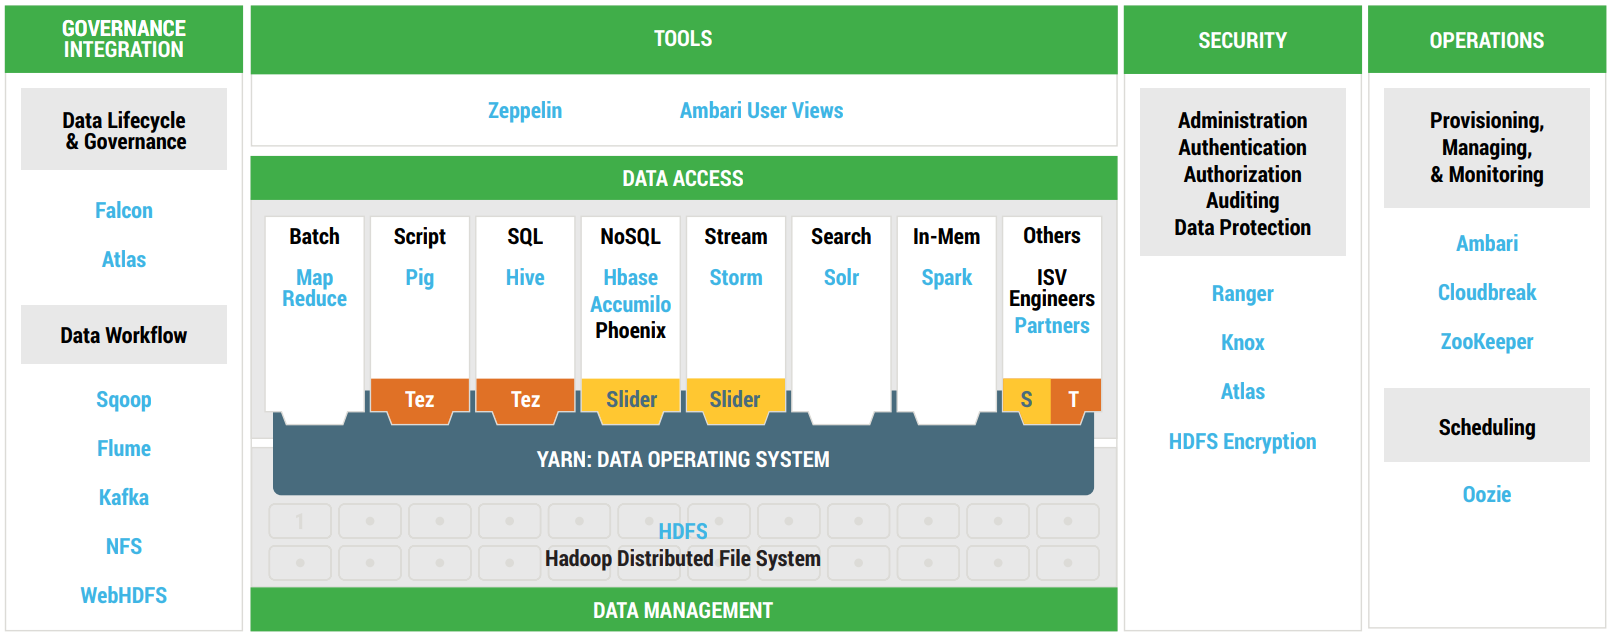 GOVERNANCE
INTEGRATION
Data Lifecycle
& Governance
Falcon
Atlas
Data Workflow
Sqoop
Flume
Kafka
NFS
WebHDFS
TOOLS
Zeppelin
Ambari User Views
DATA ACCESS
Batch
Map
Reduce
Script
Pig
Tez
SQL
Hive
Tez
NoSQL
Hbase
Accumilo
Phoenix
Slider
Stream
Storm
Slider
Search
Solr
In-Mem
Spark
Others
ISV
Engineers
Partners
S
T
YARN: DATA OPERATING SYSTEM
1
HDFS
Hadoop Distributed File System
DATA MANAGEMENT
SECURITY
Administration
Authentication
Authorization
Auditing
Data Protection
Ranger
Knox
Atlas
HDFS Encryption
OPERATIONS
Provisioning,
Managing,
& Monitoring
Ambari
Cloudbreak
ZooKeeper
Scheduling
Oozie